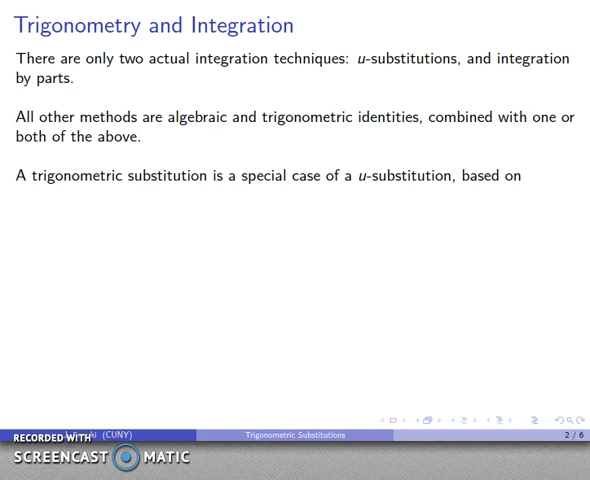 Trigonometry and Integration
There are only two actual integration techniques: u-substitutions, and integration
by parts.
All other methods are algebraic and trigonometric identities, combined with one or
both of the above.
A trigonometric substitution is a special case of a u-substitution, based on
(CUNY) Trigonometric Substitutions 2 / 6
RECORDED WITH
SCREENCAST MATIC